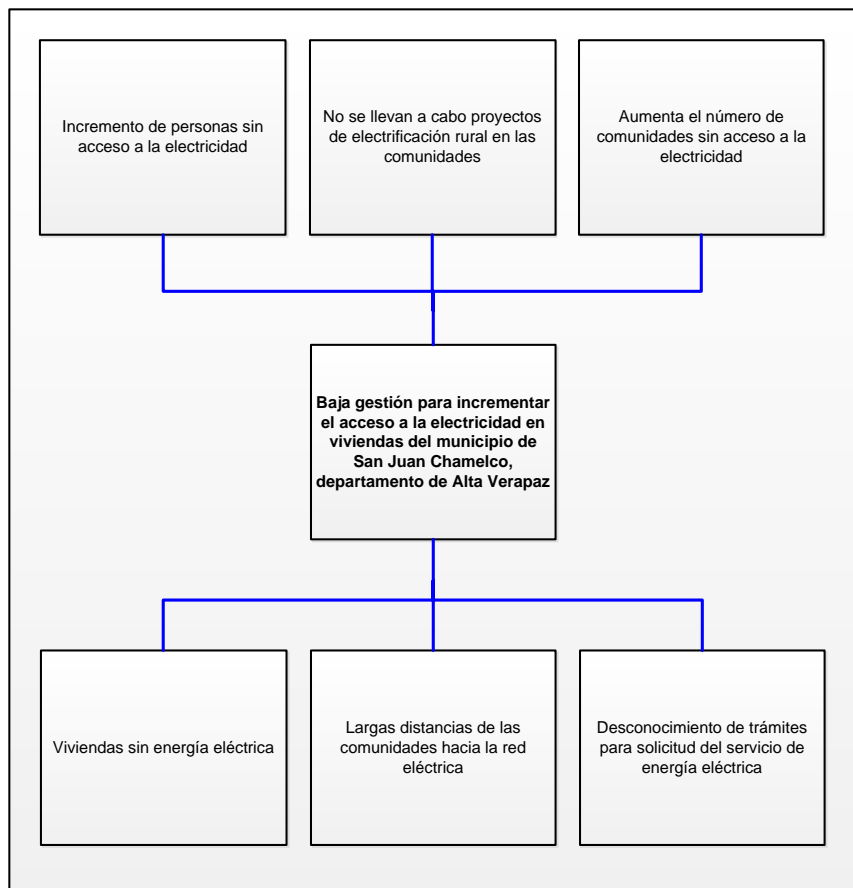 Incremento de personas sin
acceso a la electricidad
No se llevan a cabo proyectos
de electrificación rural en las
comunidades
Aumenta el número de
comunidades sin acceso a la
electricidad
Baja gestión para incrementar
el acceso a la electricidad en
viviendas del municipio de
San Juan Chamelco,
departamento de Alta Verapaz
Viviendas sin energía eléctrica
Largas distancias de las
comunidades hacia la red
eléctrica
Desconocimiento de trámites
para solicitud del servicio de
energía eléctrica